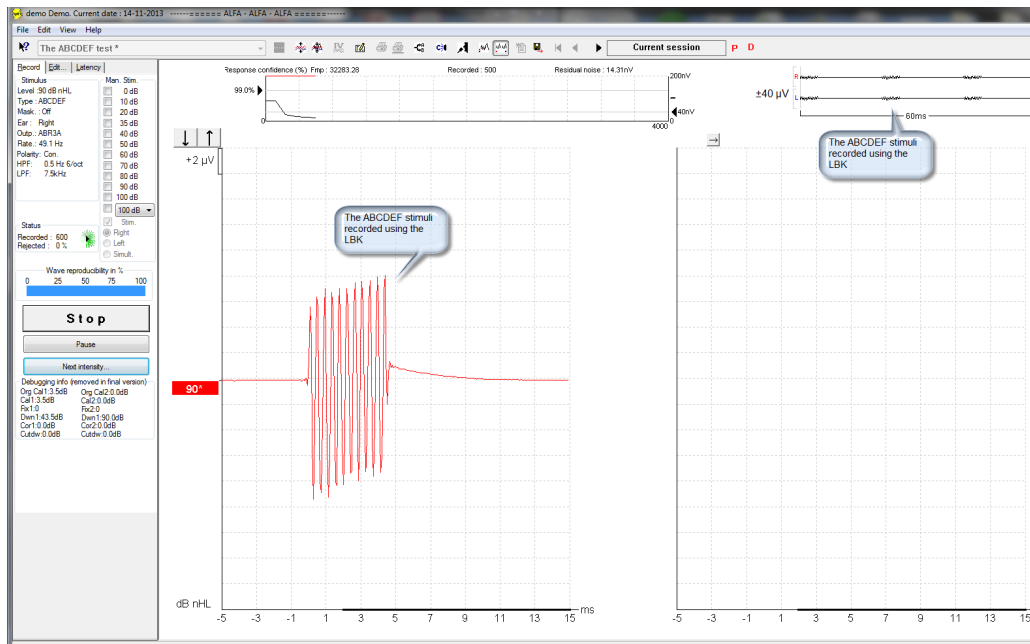 demo Demo. Current date : 14-11-2013 ------====== ALFA - ALFA - ALFA ======------
File Edit View Help
The ABCDEF test *
Current session
P D
Record Edit... Latency
Stimulus
Level :90 dB nHL
Type : ABCDEF
Mask. : Off
Ear : Right
Outp.: ABR3A
Rate.: 49.1 Hz
Polarity: Con.
HPF: 0.5 Hz 6/oct
LPF: 7.5kHz
Man. Stim.
0 dB
10 dB
20 dB
35 dB
40 dB
50 dB
60 dB
70 dB
80 dB
90 dB
100 dB
100 dB
Stim.
Right
Left
Simult.
Status
Recorded : 600
Rejected : 0 %
Wave reproducibility in %
0 25 50 75 100
Stop
Pause
Next intensity...
Debugging info (removed in final version)
Org Cal1:3.5dB Org Cal2:0.0dB
Cal1:3.5dB Cal2:0.0dB
Fix1:0 Fix2:0
Dwn1:43.5dB Dwn1:90.0dB
Cor1:0.0dB Cor2:0.0dB
Cutdw:0.0dB Cutdw:0.0dB
Response confidence (%) Fmp : 32283.28 Recorded : 500 Residual noise : 14.31nV
200nV
99.0%
40nV
0 0
4000
+2 µV
The ABCDEF stimuli
recorded using the
LBK
90*
dB nHL
-5 -3 -1 1 3 5 7 9 11 13 15 ms
R
±40 µV
L
60ms
The ABCDEF stimuli
recorded using the
LBK
-5 -3 -1 1 3 5 7 9 11 13 15